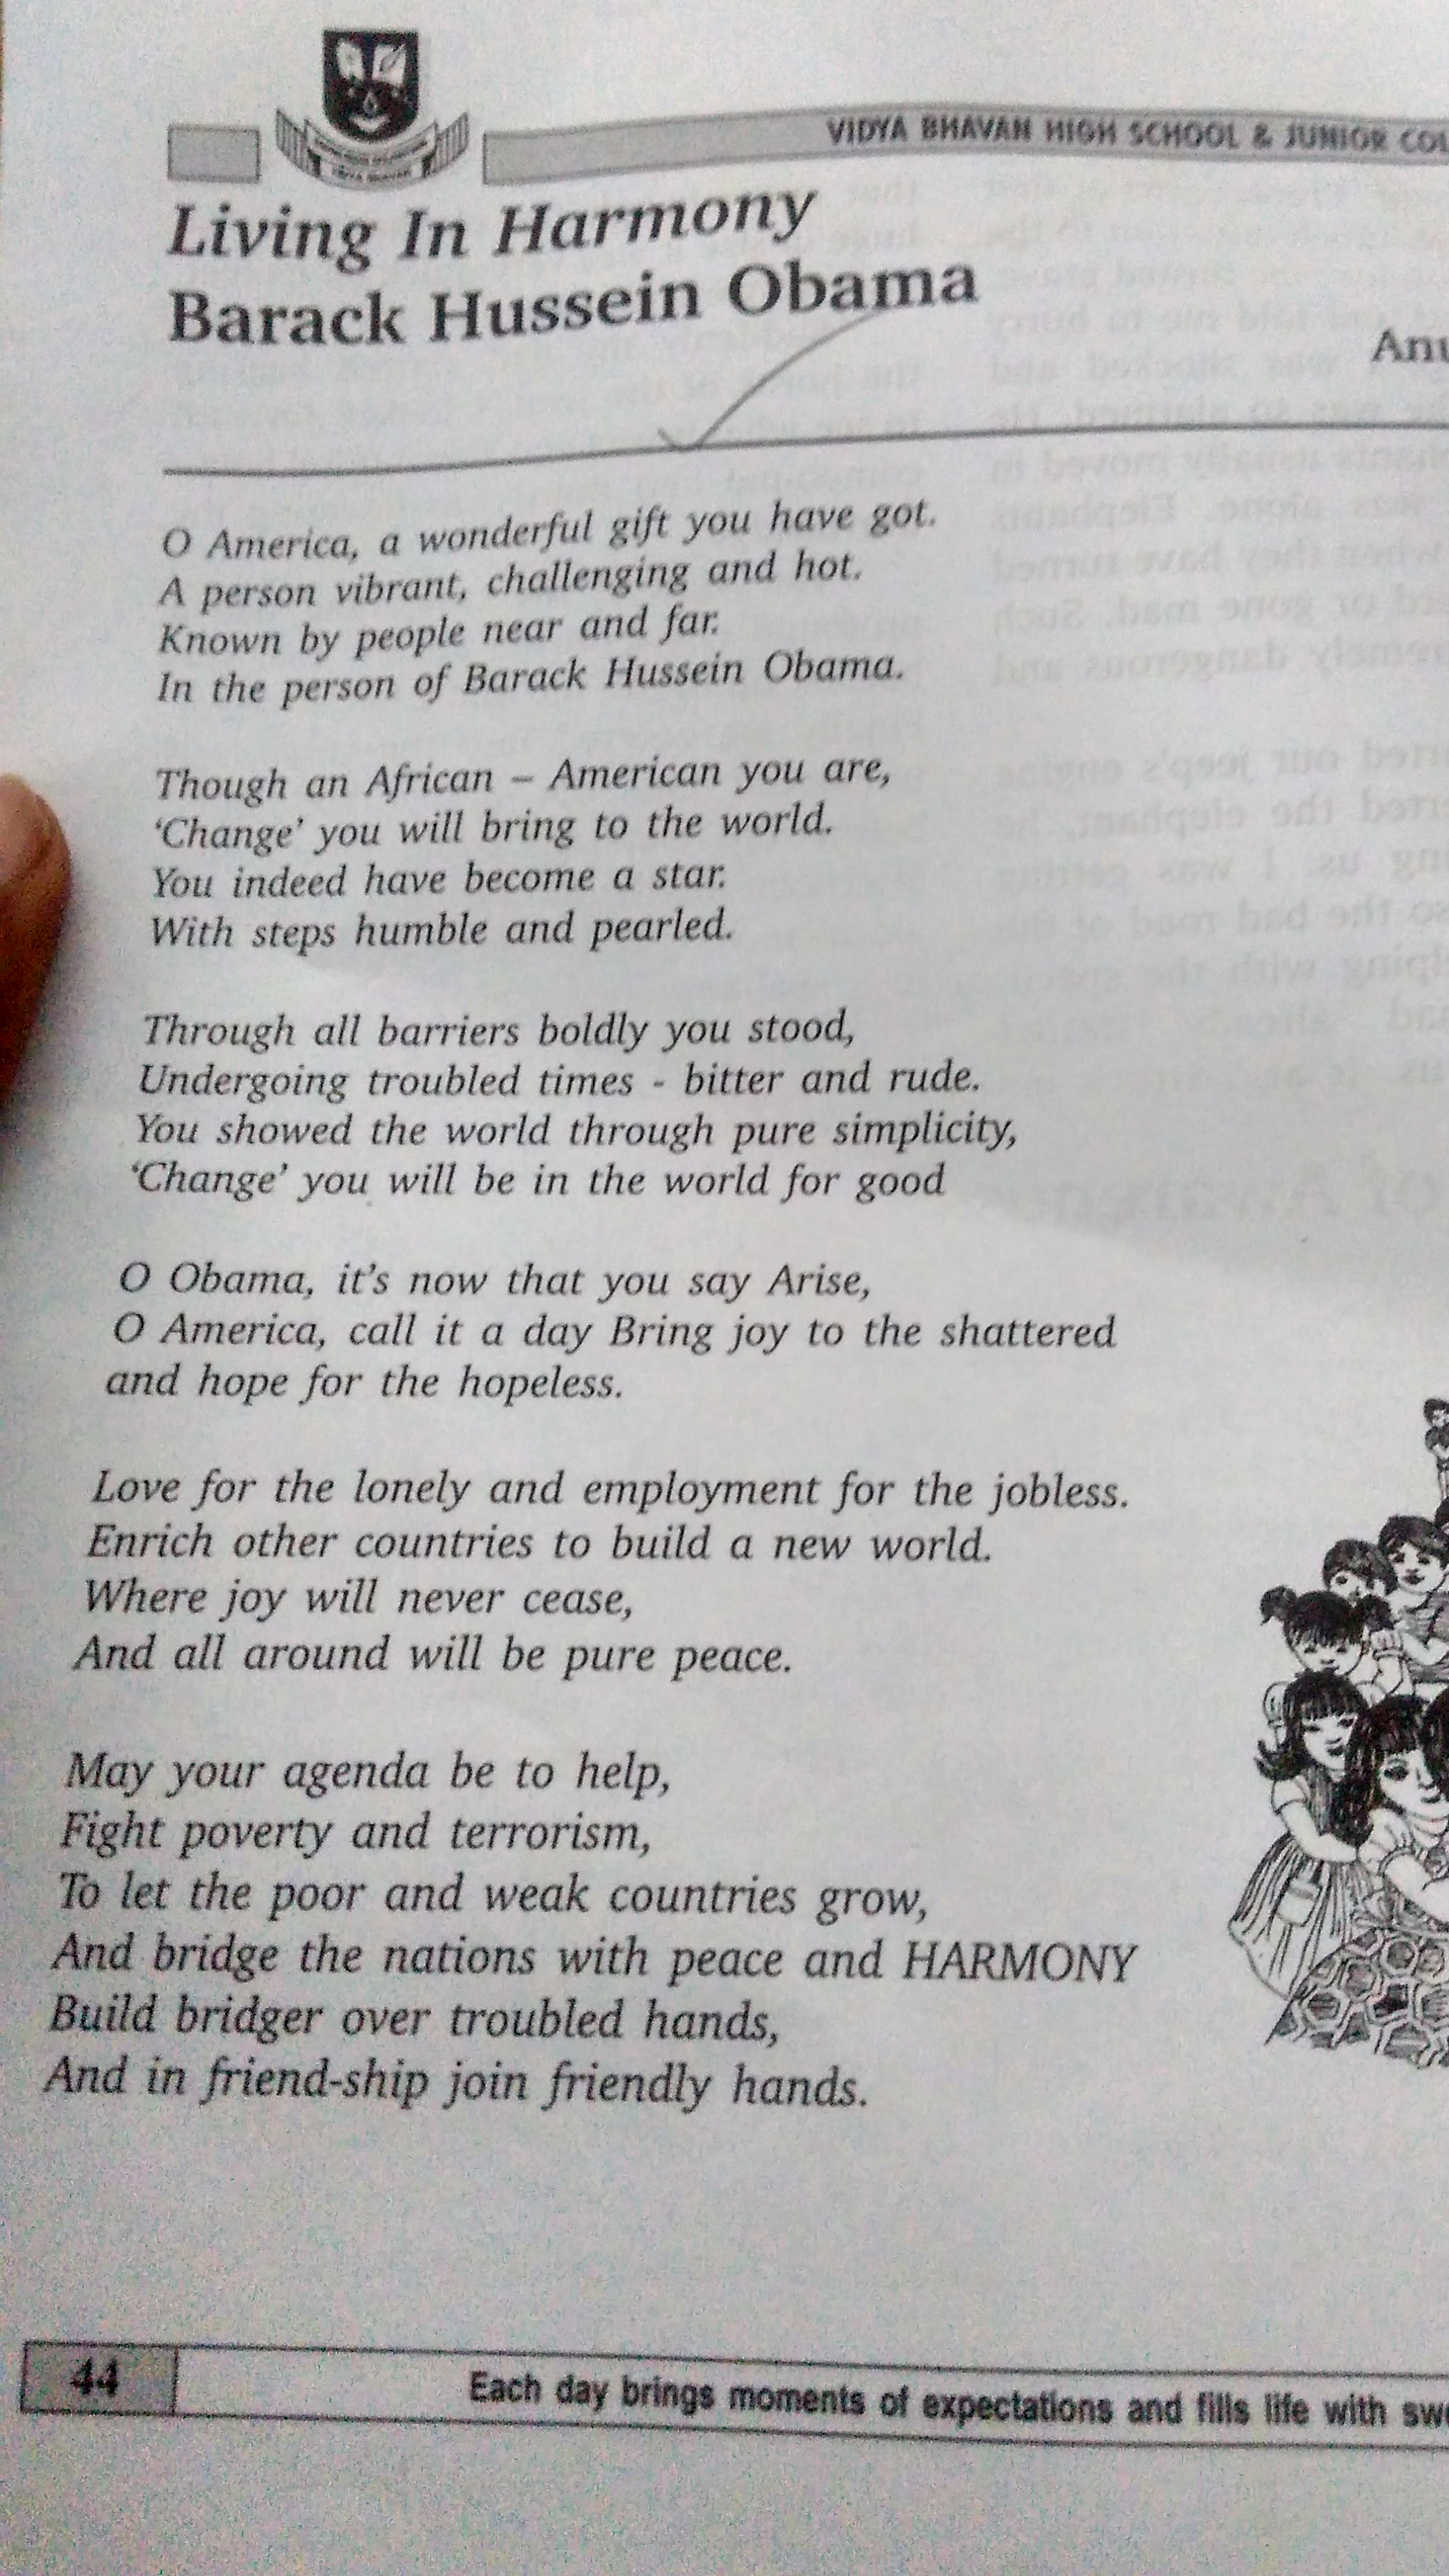 VIDYA BHAVAN HIGH SCHOOL & JUNIOR
Living In Harmony
Barack Hussein Obama
O America, a wonderful gift you have got.
A person vibrant, challenging and hot.
Known by people near and far.
In the person of Barack Hussein Obama.
Though an African – American you are,
‘Change’ you will bring to the world.
You indeed have become a star.
With steps humble and pearled.
Through all barriers boldly you stood,
Undergoing troubled times - bitter and rude.
You showed the world through pure simplicity,
‘Change’ you will be in the world for good
O Obama, it’s now that you say Arise,
O America, call it a day Bring joy to the shattered
and hope for the hopeless.
Love for the lonely and employment for the jobless.
Enrich other countries to build a new world.
Where joy will never cease,
And all around will be pure peace.
May your agenda be to help,
Fight poverty and terrorism,
To let the poor and weak countries grow,
And bridge the nations with peace and HARMONY
Build bridger over troubled hands,
And in friend-ship join friendly hands.
44
Each day brings moments of expectations and fills life with